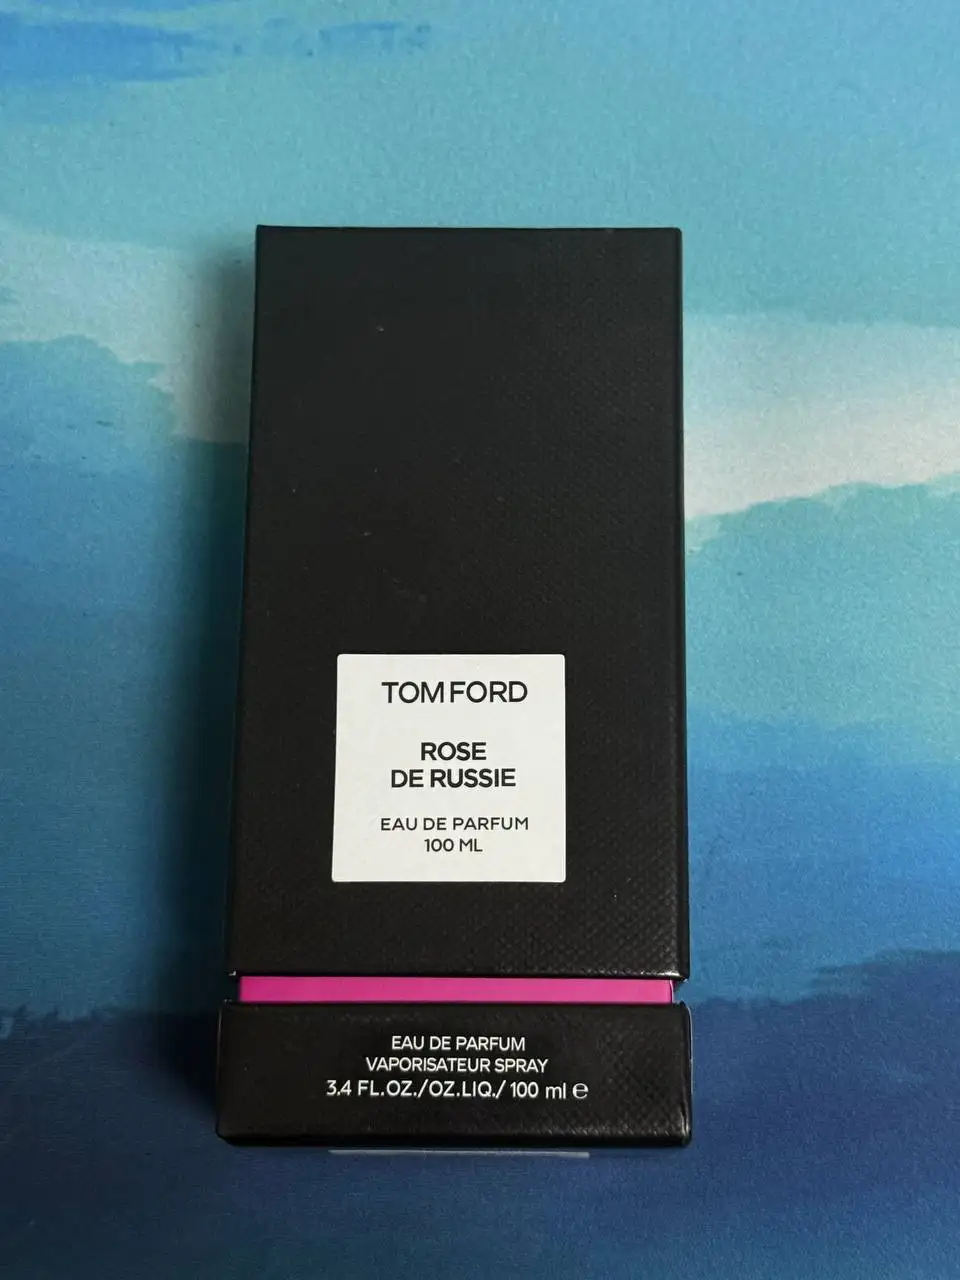 TOM FORD
ROSE
DE RUSSIE
EAU DE PARFUM
100 ML
EAU DE PARFUM
VAPORISATEUR SPRAY
3.4 FL.OZ./OZ.LIQ./ 100 ml ℮